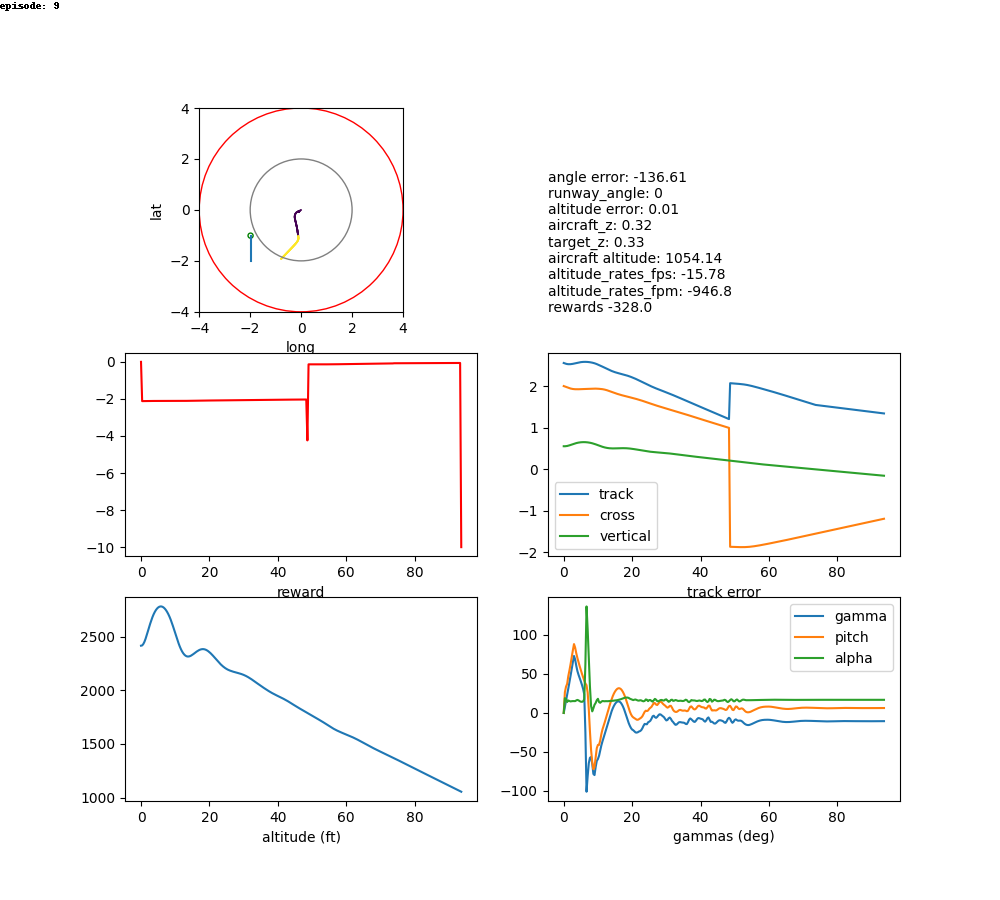 episode: 9
4
2
0
−2
−4
lat
−4 −2 0 2 4
long
angle error: -136.61
runway_angle: 0
altitude error: 0.01
aircraft_z: 0.32
target_z: 0.33
aircraft altitude: 1054.14
altitude_rates_fps: -15.78
altitude_rates_fpm: -946.8
rewards -328.0
0
−2
−4
−6
−8
−10
0 20 40 60 80
reward
2
1
0
−1
−2
track
cross
vertical
0 20 40 60 80
track error
2500
2000
1500
1000
0 20 40 60 80
altitude (ft)
100
50
0
−50
−100
gamma
pitch
alpha
0 20 40 60 80
gammas (deg)